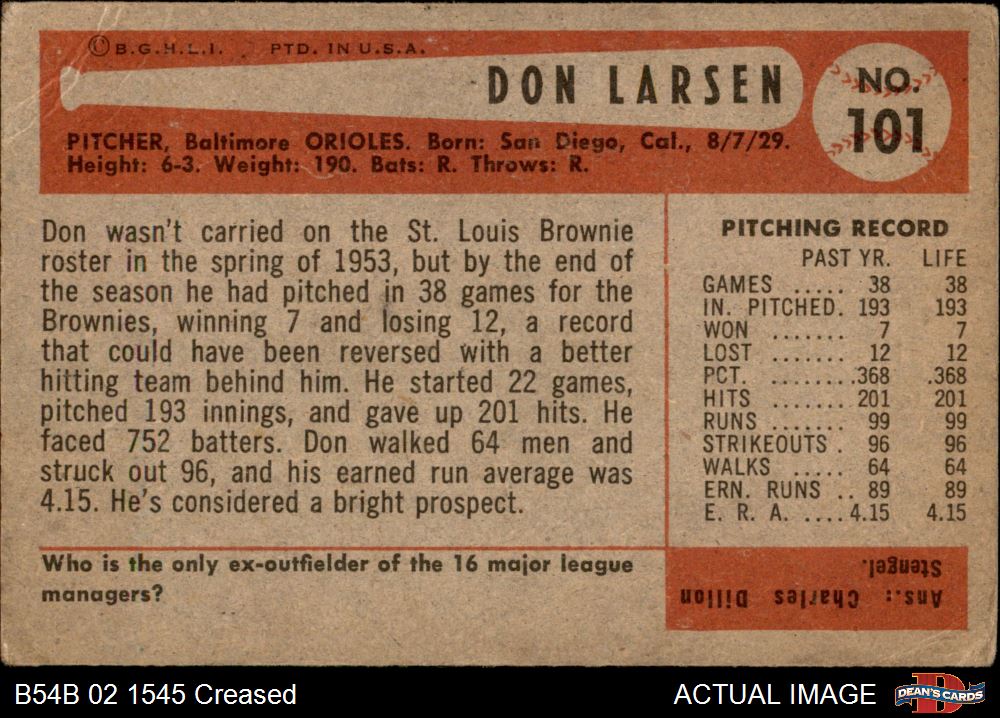 © B.G.H.L.I. PTD. IN U.S.A.
DON LARSEN
NO.
101
PITCHER, Baltimore ORIOLES. Born: San Diego, Cal., 8/7/29.
Height: 6-3. Weight: 190. Bats: R. Throws: R.
Don wasn't carried on the St. Louis Brownie
roster in the spring of 1953, but by the end of
the season he had pitched in 38 games for the
Brownies, winning 7 and losing 12, a record
that could have been reversed with a better
hitting team behind him. He started 22 games,
pitched 193 innings, and gave up 201 hits. He
faced 752 batters. Don walked 64 men and
struck out 96, and his earned run average was
4.15. He's considered a bright prospect.
PITCHING RECORD
PAST YR. LIFE
GAMES ..... 38 38
IN. PITCHED. 193 193
WON ....... 7 7
LOST ....... 12 12
PCT. ........368 .368
HITS ....... 201 201
RUNS ....... 99 99
STRIKEOUTS . 96 96
WALKS ..... 64 64
ERN. RUNS .. 89 89
E. R. A. ....4.15 4.15
Who is the only ex-outfielder of the 16 major league
managers?
Ans.: Charles Dillon
Stengel.
B54B 02 1545 Creased
ACTUAL IMAGE
D
DEAN'S CARDS